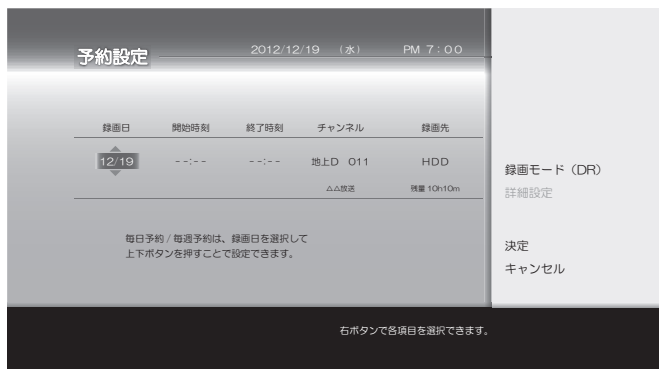 予約設定
2012/12/19 (水) PM 7:00
録画日 開始時刻 終了時刻 チャンネル 録画先
12/19 --:-- --:-- 地上D 011 HDD
△△放送 残量 10h10m
毎日予約 / 毎週予約は、録画日を選択して
上下ボタンを押すことで設定できます。
録画モード (DR)
詳細設定
決定
キャンセル
右ボタンで各項目を選択できます。